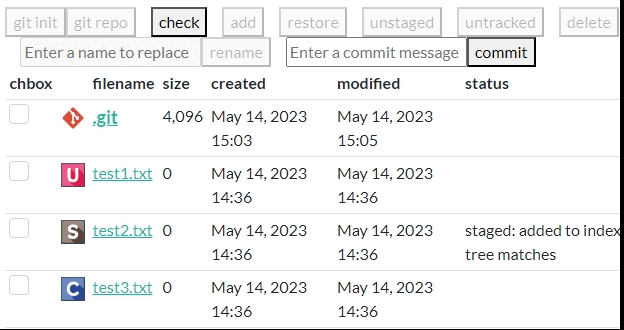 git init git repo check add restore unstaged untracked delete
Enter a name to replace rename Enter a commit message commit
chbox filename size created modified status
.git 4,096 May 14, 2023 May 14, 2023
15:03 15:05
U test1.txt 0 May 14, 2023 May 14, 2023
14:36 14:36
S test2.txt 0 May 14, 2023 May 14, 2023 staged: added to index
14:36 14:36 tree matches
C test3.txt 0 May 14, 2023 May 14, 2023
14:36 14:36